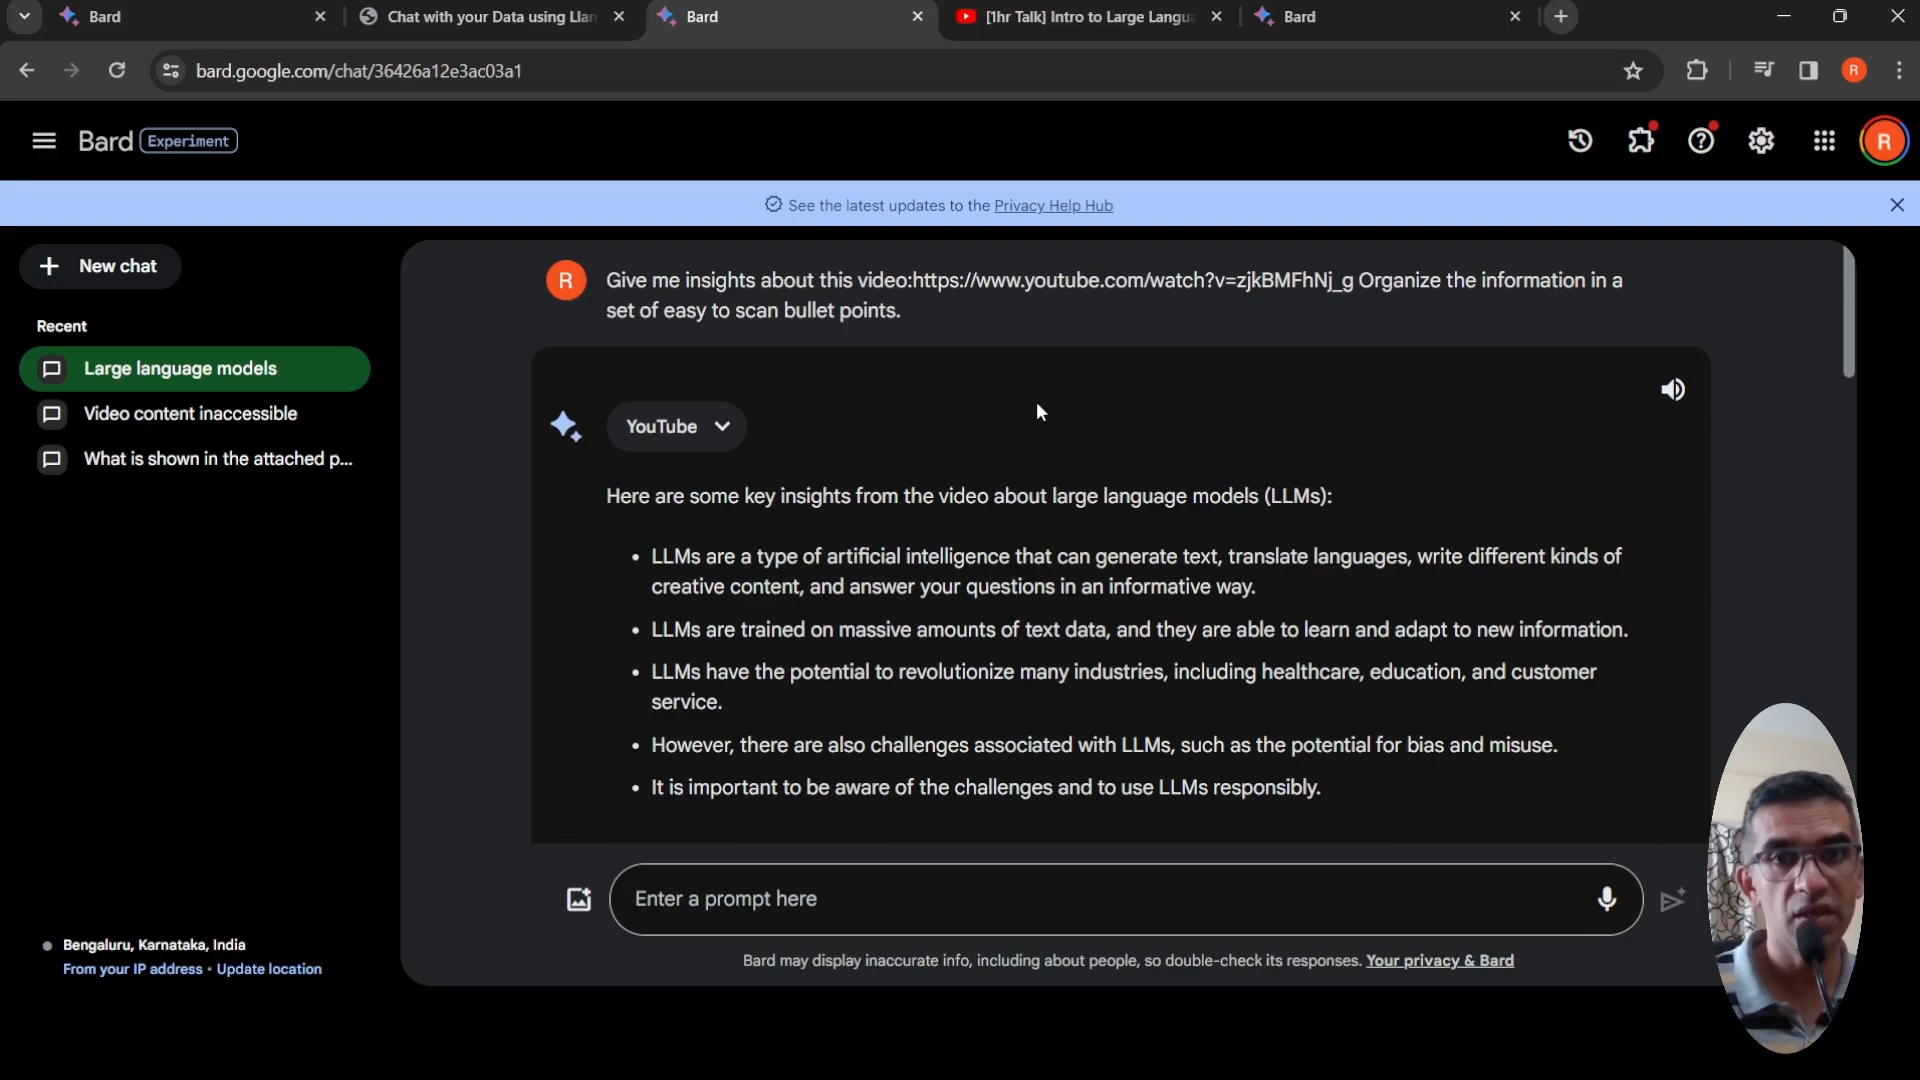 Bard
Chat with your Data using Llam
Bard
[1hr Talk] Intro to Large Langua
Bard
bard.google.com/chat/36426a12e3ac03a1
R
Bard Experiment
R
See the latest updates to the Privacy Help Hub
New chat
Recent
Large language models
Video content inaccessible
What is shown in the attached p...
R
Give me insights about this video:https://www.youtube.com/watch?v=zjkBMFhNj_g Organize the information in a
set of easy to scan bullet points.
YouTube
Here are some key insights from the video about large language models (LLMs):
• LLMs are a type of artificial intelligence that can generate text, translate languages, write different kinds of
creative content, and answer your questions in an informative way.
• LLMs are trained on massive amounts of text data, and they are able to learn and adapt to new information.
• LLMs have the potential to revolutionize many industries, including healthcare, education, and customer
service.
• However, there are also challenges associated with LLMs, such as the potential for bias and misuse.
• It is important to be aware of the challenges and to use LLMs responsibly.
Enter a prompt here
Bard may display inaccurate info, including about people, so double-check its responses. Your privacy & Bard
Bengaluru, Karnataka, India
From your IP address • Update location